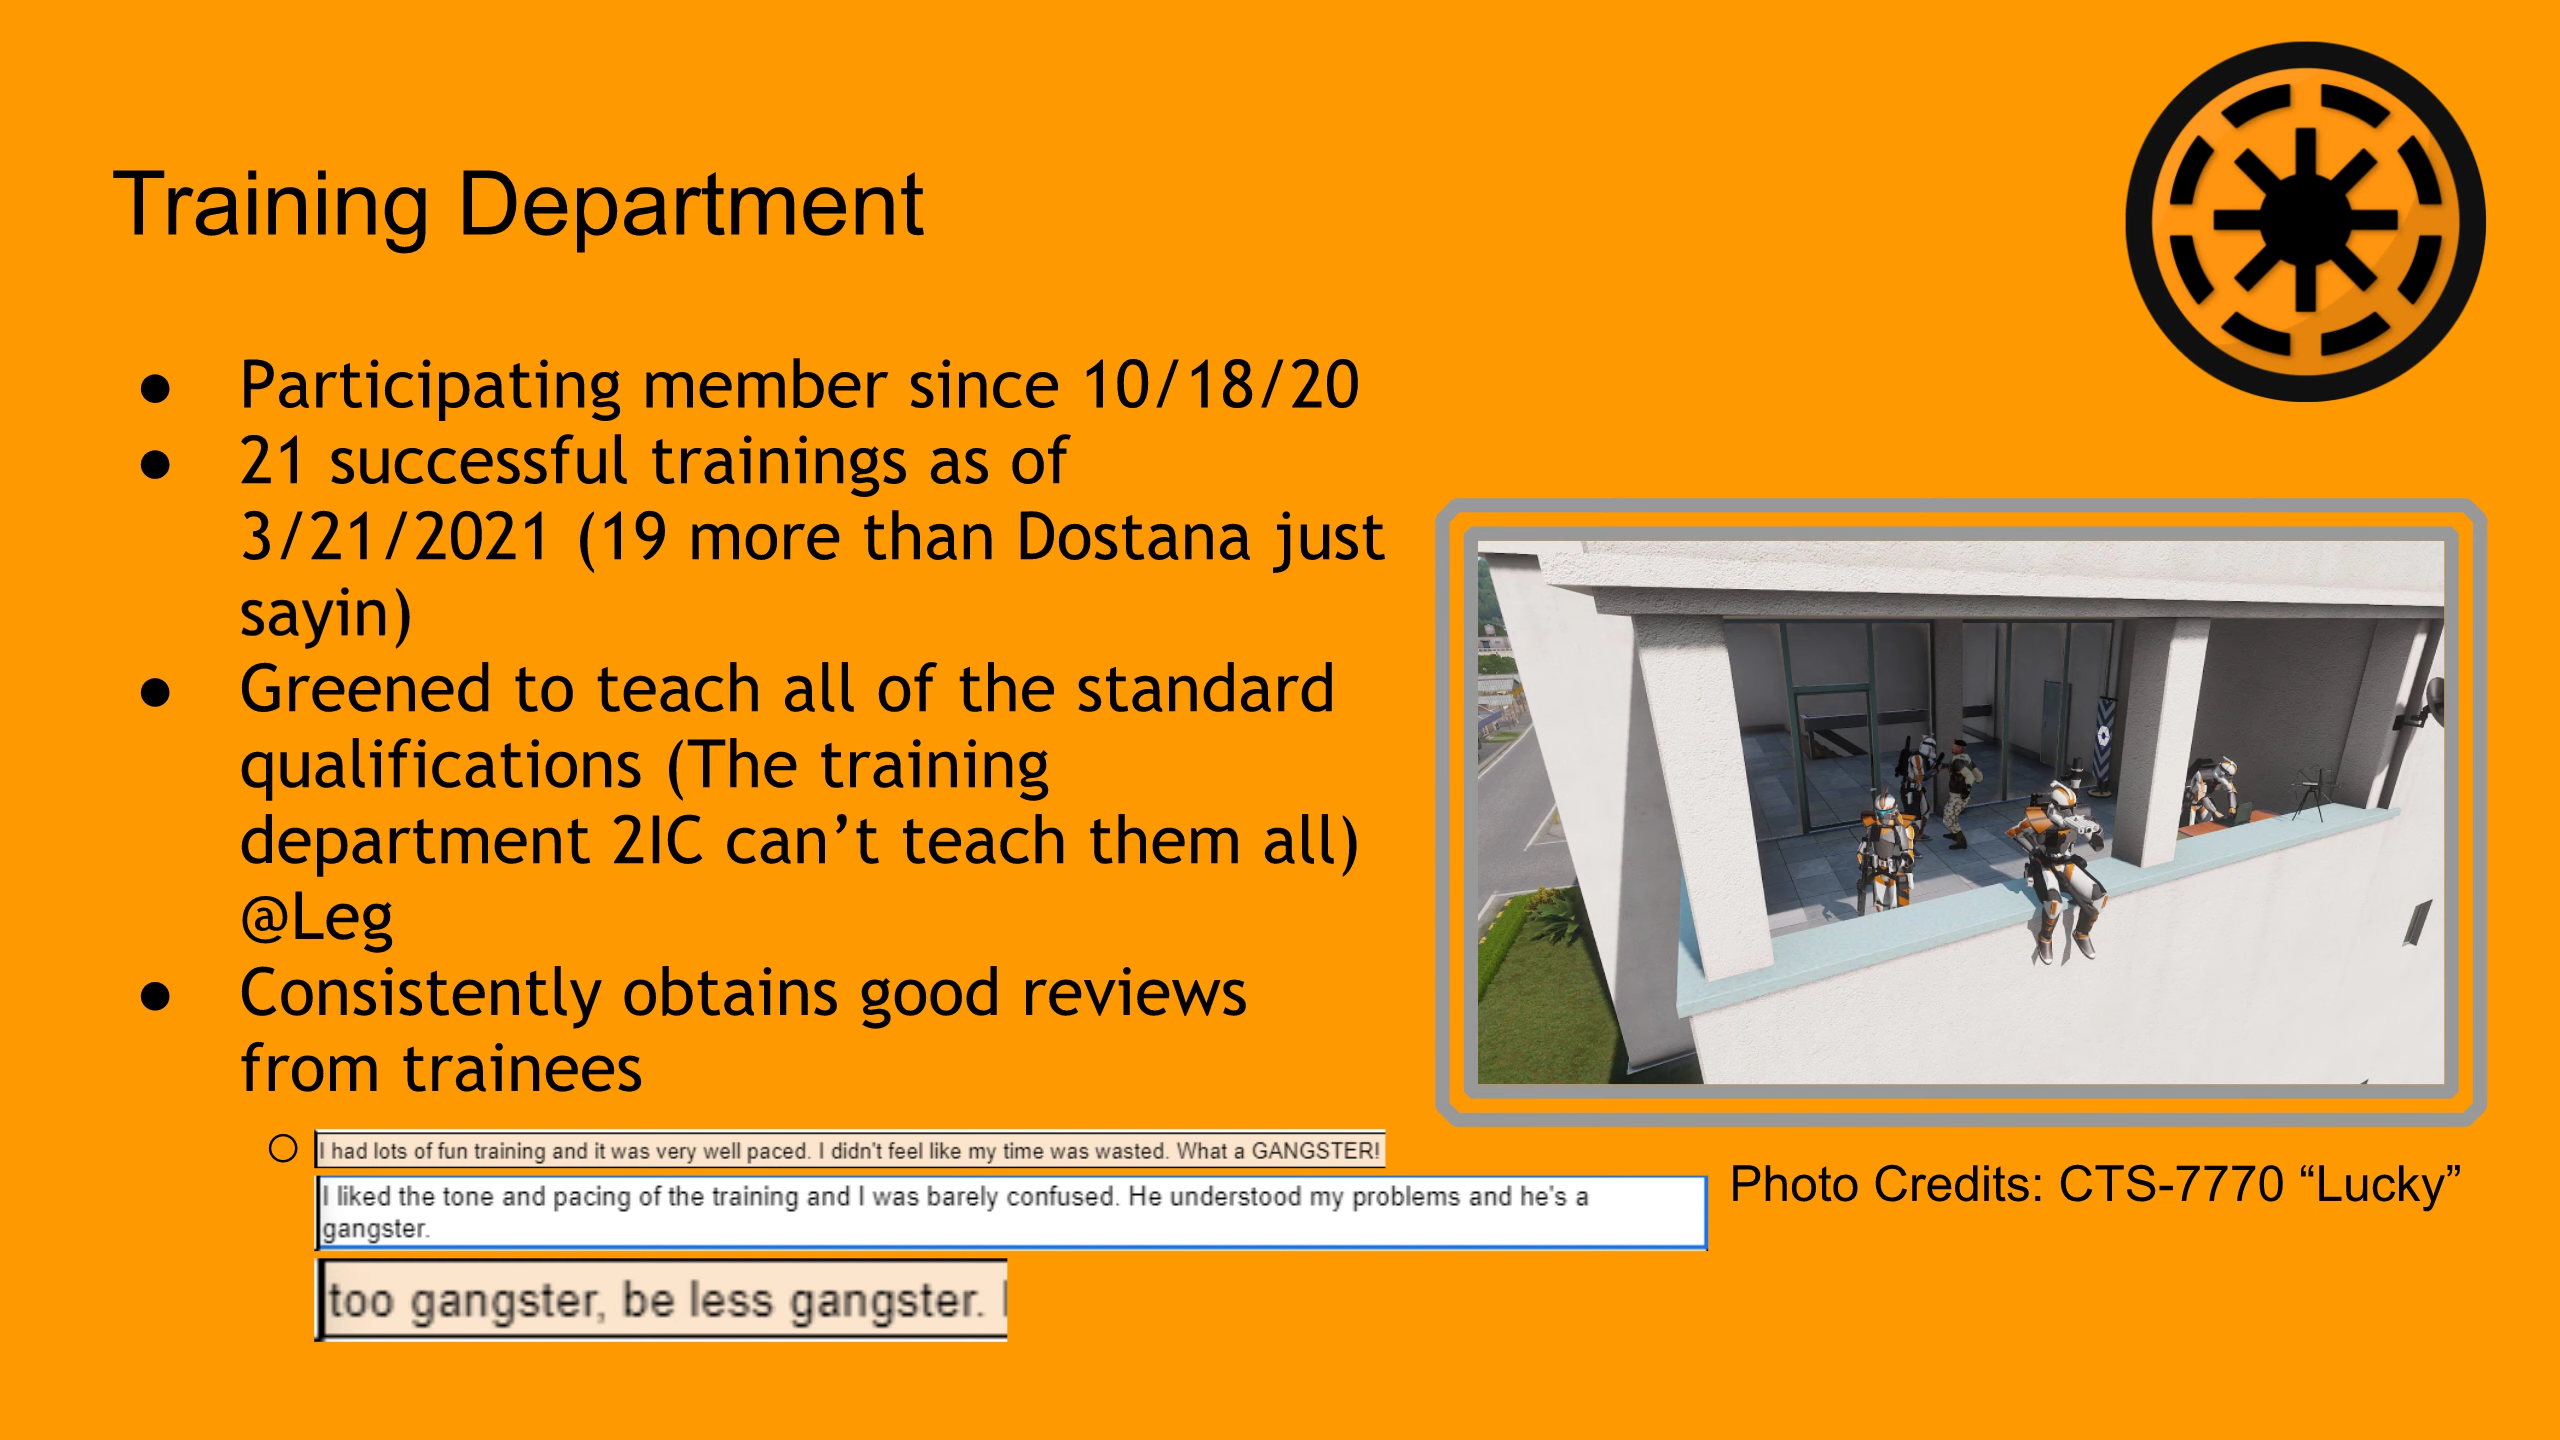 Training Department
● Participating member since 10/18/20
● 21 successful trainings as of
3/21/2021 (19 more than Dostana just
sayin)
● Greened to teach all of the standard
qualifications (The training
department 2IC can’t teach them all)
@Leg
● Consistently obtains good reviews
from trainees
○ I had lots of fun training and it was very well paced. I didn't feel like my time was wasted. What a GANGSTER!
I liked the tone and pacing of the training and I was barely confused. He understood my problems and he's a
gangster.
too gangster, be less gangster.
Photo Credits: CTS-7770 “Lucky”